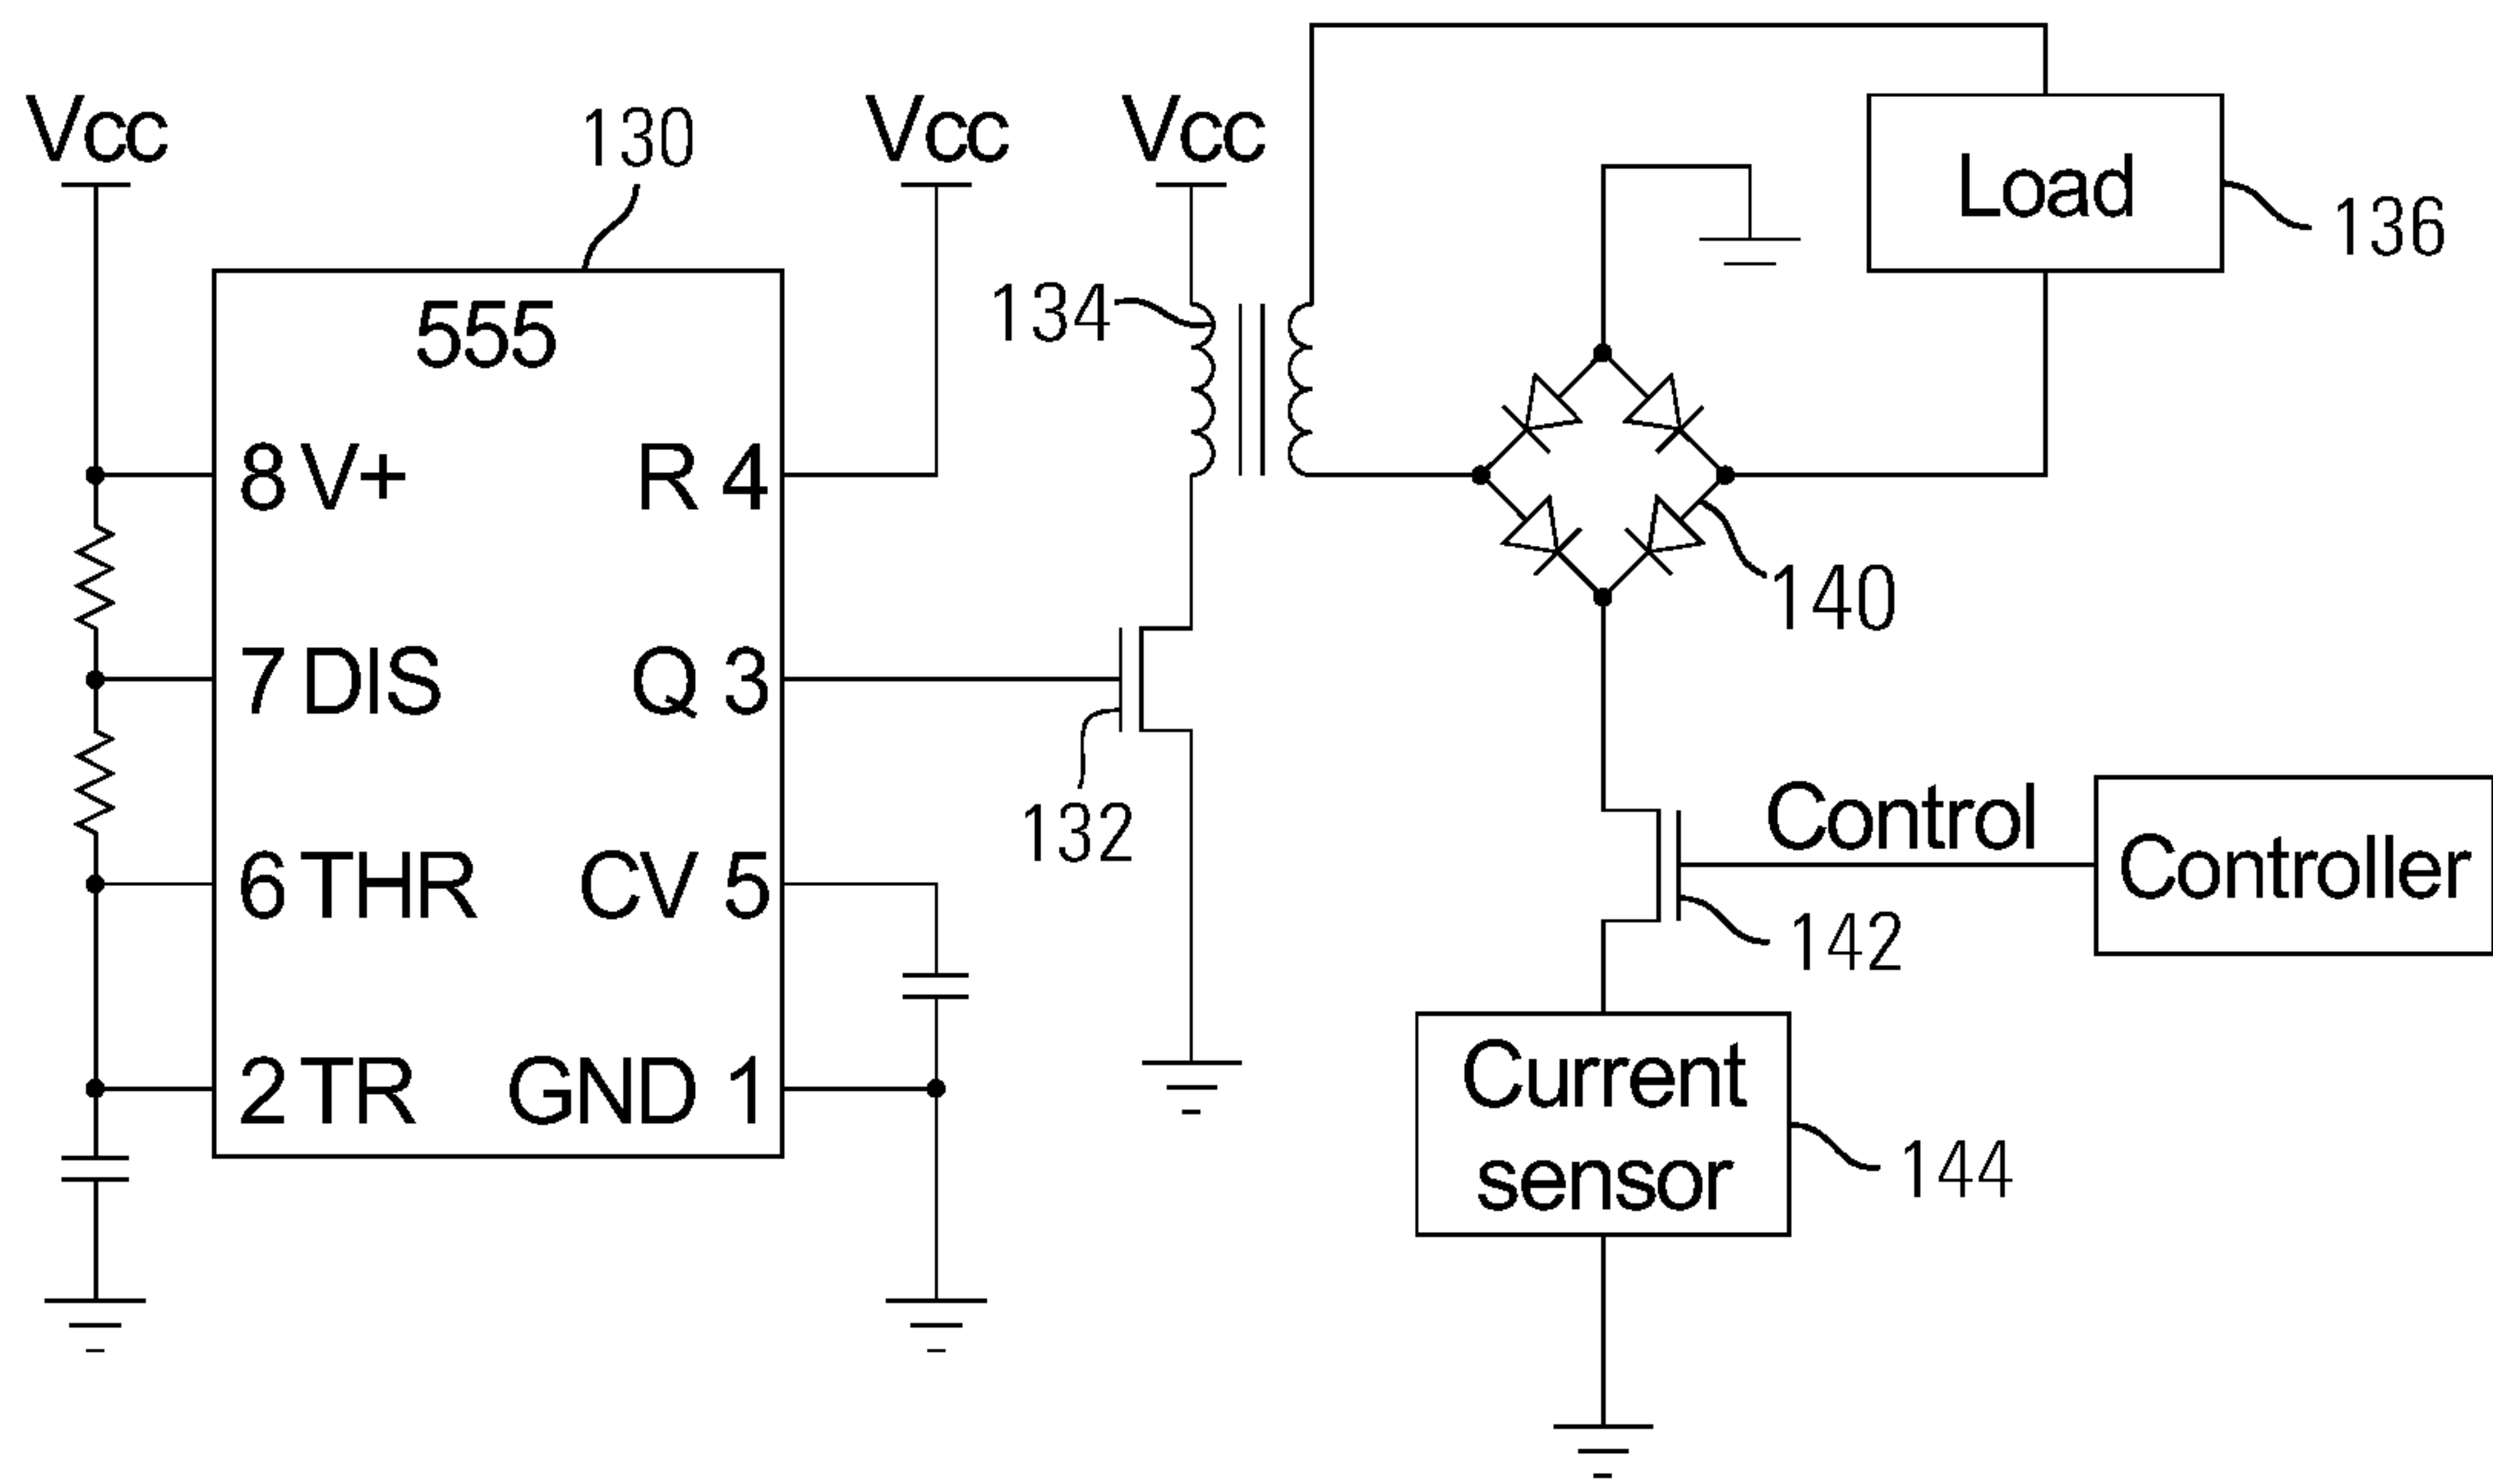 Vcc
130
Vcc
Vcc
Load
136
134
555
8 V+
R 4
140
7 DIS
Q 3
132
Control
Controller
6 THR
CV 5
142
Current
sensor
2 TR
GND 1
144